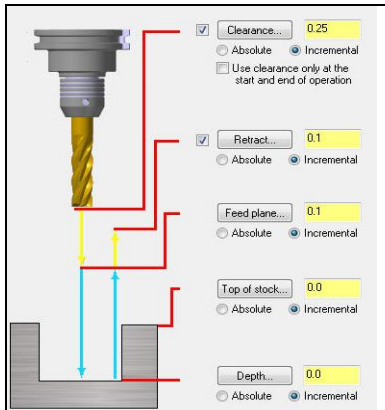 Clearance... 0.25
Absolute Incremental
Use clearance only at the
start and end of operation
Retract... 0.1
Absolute Incremental
Feed plane... 0.1
Absolute Incremental
Top of stock... 0.0
Absolute Incremental
Depth... 0.0
Absolute Incremental